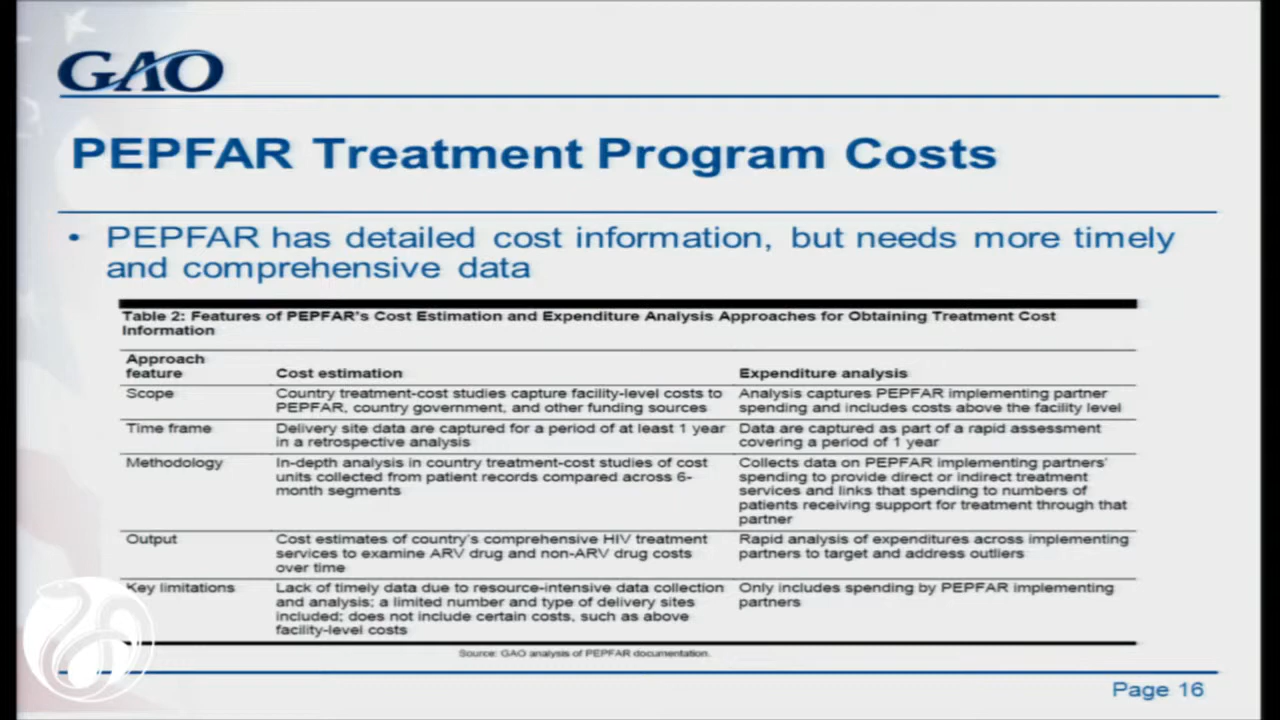 GAO
PEPFAR Treatment Program Costs
• PEPFAR has detailed cost information, but needs more timely
and comprehensive data
Table 2: Features of PEPFAR's Cost Estimation and Expenditure Analysis Approaches for Obtaining Treatment Cost
Information
Approach
feature
Cost estimation
Expenditure analysis
Scope
Country treatment-cost studies capture facility-level costs to
PEPFAR, country government, and other funding sources
Analysis captures PEPFAR implementing partner
spending and includes costs above the facility level
Time frame
Delivery site data are captured for a period of at least 1 year
in a retrospective analysis
Data are captured as part of a rapid assessment
covering a period of 1 year
Methodology
In-depth analysis in country treatment-cost studies of cost
units collected from patient records compared across 6-
month segments
Collects data on PEPFAR implementing partners'
spending to provide direct or indirect treatment
services and links that spending to numbers of
patients receiving support for treatment through that
partner
Output
Cost estimates of country's comprehensive HIV treatment
services to examine ARV drug and non-ARV drug costs
over time
Rapid analysis of expenditures across implementing
partners to target and address outliers
Key limitations
Lack of timely data due to resource-intensive data collection
and analysis; a limited number and type of delivery sites
included; does not include certain costs, such as above
facility-level costs
Only includes spending by PEPFAR implementing
partners
Source: GAO analysis of PEPFAR documentation.
Page 16